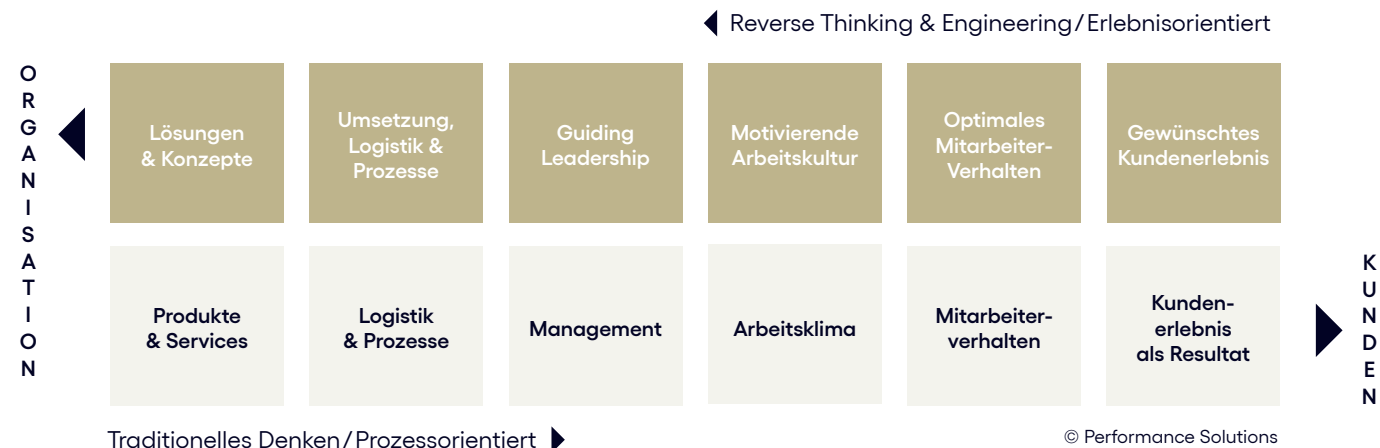 Reverse Thinking & Engineering/Erlebnisorientiert
ORGANISATION
Lösungen
& Konzepte
Umsetzung,
Logistik &
Prozesse
Guiding
Leadership
Motivierende
Arbeitskultur
Optimales
Mitarbeiter-
Verhalten
Gewünschtes
Kundenerlebnis
Produkte
& Services
Logistik
& Prozesse
Management
Arbeitsklima
Mitarbeiter-
verhalten
Kunden-
erlebnis
als Resultat
KUNDEN
Traditionelles Denken/Prozessorientiert
© Performance Solutions